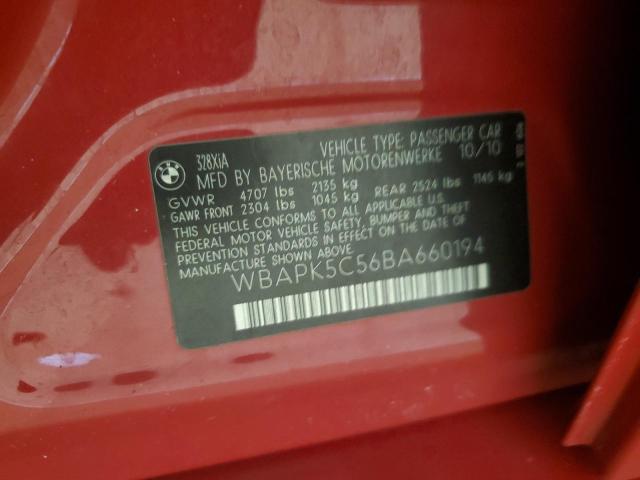 BMW
328XiA
VEHICLE TYPE: PASSENGER CAR
MFD BY BAYERISCHE MOTORENWERKE 10/10
GVWR 4707 lbs 2135 kg
GAWR FRONT 2304 lbs 1045 kg REAR 2524 lbs 1145 kg
THIS VEHICLE CONFORMS TO ALL APPLICABLE
FEDERAL MOTOR VEHICLE SAFETY, BUMPER AND THEFT
PREVENTION STANDARDS IN EFFECT ON THE DATE OF
MANUFACTURE SHOWN ABOVE.
WBAPK5C56BA660194